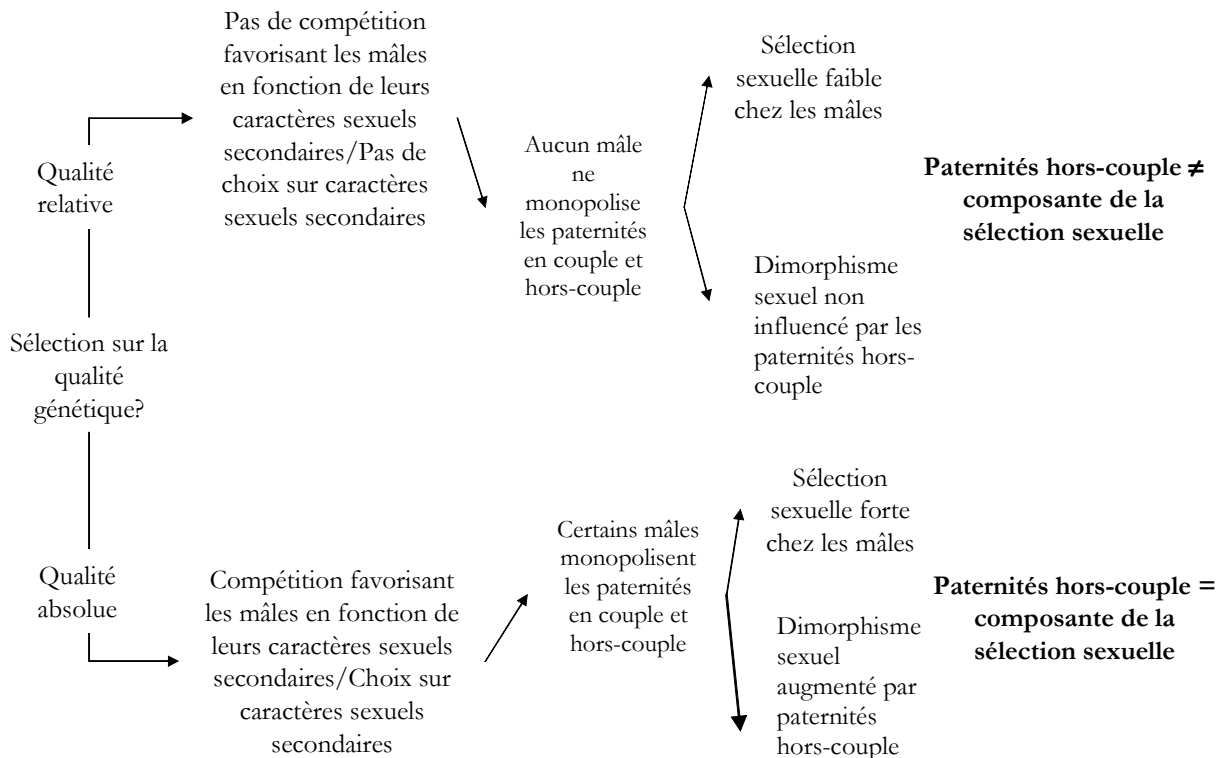 Pas de compétition
favorisant les mâles
en fonction de leurs
caractères sexuels
secondaires/Pas de
choix sur caractères
sexuels secondaires
Qualité
relative
Aucun mâle
ne
monopolise
les paternités
en couple et
hors-couple
Sélection
sexuelle faible
chez les mâles
Dimorphisme
sexuel non
influencé par les
paternités hors-
couple
Paternités hors-couple ≠
composante de la
sélection sexuelle
Sélection sur la
qualité
génétique?
Qualité
absolue
Compétition favorisant
les mâles en fonction de
leurs caractères sexuels
secondaires/Choix sur
caractères sexuels
secondaires
Certains mâles
monopolisent
les paternités
en couple et
hors-couple
Sélection
sexuelle forte
chez les mâles
Dimorphisme
sexuel
augmenté par
paternités
hors-couple
Paternités hors-couple =
composante de la
sélection sexuelle